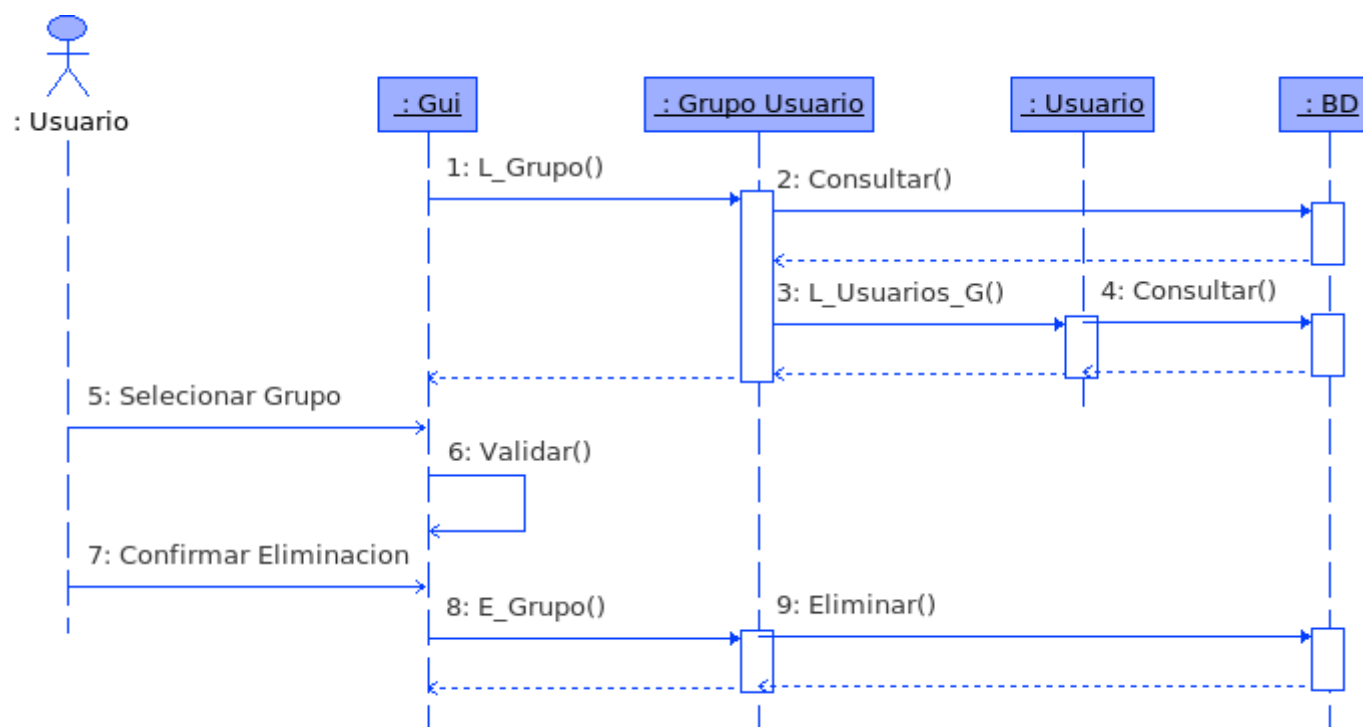 : Usuario
: Gui
: Grupo Usuario
: Usuario
: BD
1: L_Grupo()
2: Consultar()
3: L_Usuarios_G()
4: Consultar()
5: Selecionar Grupo
6: Validar()
7: Confirmar Eliminacion
8: E_Grupo()
9: Eliminar()